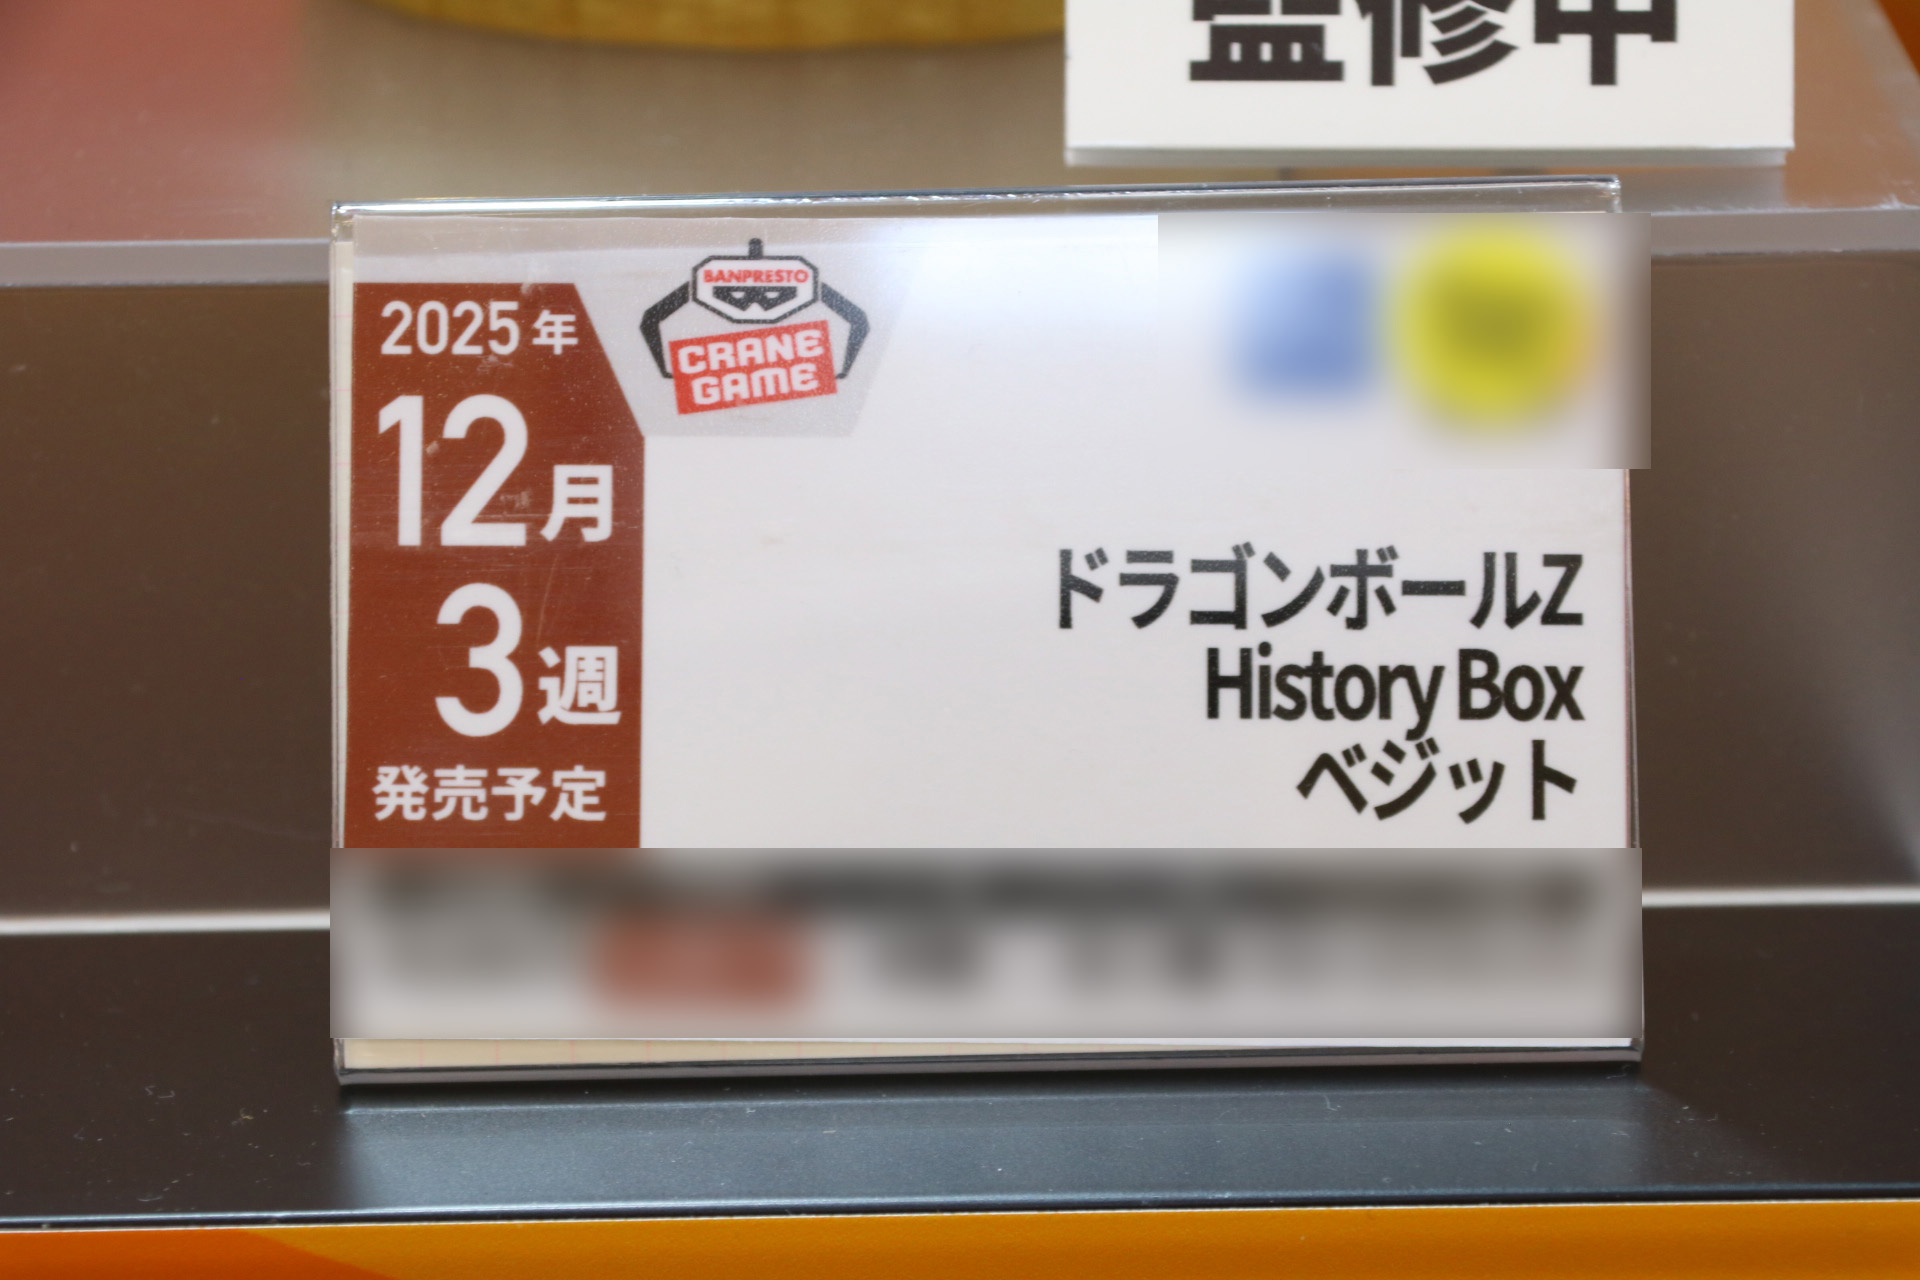 監修中
BANPRESTO
CRANE
GAME
2025年
12月
3週
発売予定
ドラゴンボールZ
History Box
ベジット